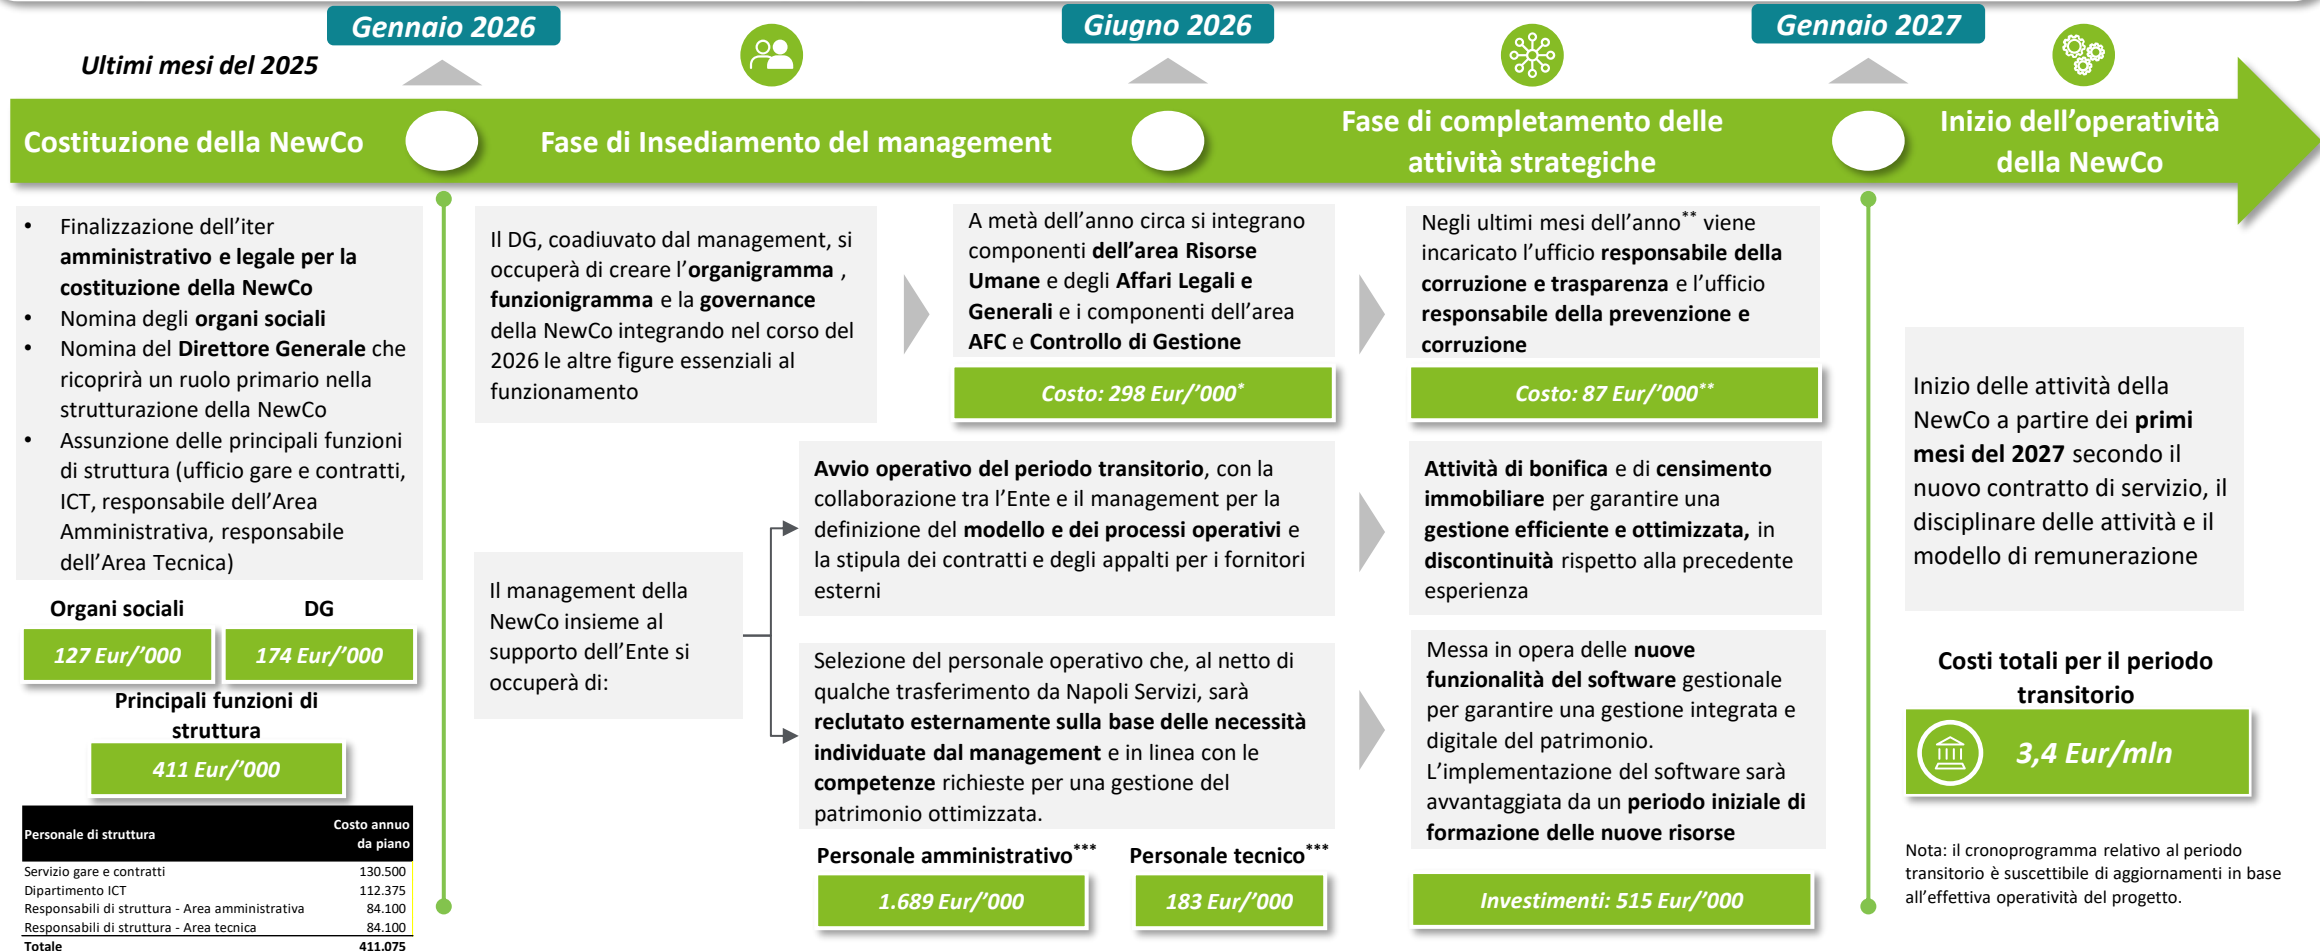 Gennaio 2026
Giugno 2026
Gennaio 2027
Ultimi mesi del 2025
Costituzione della NewCo
Fase di Insediamento del management
Fase di completamento delle
attività strategiche
Inizio dell'operatività
della NewCo
• Finalizzazione dell'iter
amministrativo e legale per la
costituzione della NewCo
• Nomina degli organi sociali
• Nomina del Direttore Generale che
ricoprirà un ruolo primario nella
strutturazione della NewCo
• Assunzione delle principali funzioni
di struttura (ufficio gare e contratti,
ICT, responsabile dell'Area
Amministrativa, responsabile
dell'Area Tecnica)
Organi sociali
127 Eur/'000
DG
174 Eur/'000
Principali funzioni di
struttura
411 Eur/'000
Personale di struttura Costo annuo
da piano
Servizio gare e contratti 130.500
Dipartimento ICT 112.375
Responsabili di struttura - Area amministrativa 84.100
Responsabili di struttura - Area tecnica 84.100
Totale 411.075
Il DG, coadiuvato dal management, si
occuperà di creare l'organigramma ,
funzionigramma e la governance
della NewCo integrando nel corso del
2026 le altre figure essenziali al
funzionamento
A metà dell'anno circa si integrano
componenti dell'area Risorse
Umane e degli Affari Legali e
Generali e i componenti dell'area
AFC e Controllo di Gestione
Costo: 298 Eur/'000*
Negli ultimi mesi dell'anno** viene
incaricato l'ufficio responsabile della
corruzione e trasparenza e l'ufficio
responsabile della prevenzione e
corruzione
Costo: 87 Eur/'000**
Il management della
NewCo insieme al
supporto dell'Ente si
occuperà di:
Avvio operativo del periodo transitorio, con la
collaborazione tra l'Ente e il management per la
definizione del modello e dei processi operativi e
la stipula dei contratti e degli appalti per i fornitori
esterni
Attività di bonifica e di censimento
immobiliare per garantire una
gestione efficiente e ottimizzata, in
discontinuità rispetto alla precedente
esperienza
Selezione del personale operativo che, al netto di
qualche trasferimento da Napoli Servizi, sarà
reclutato esternamente sulla base delle necessità
individuate dal management e in linea con le
competenze richieste per una gestione del
patrimonio ottimizzata.
Personale amministrativo***
1.689 Eur/'000
Personale tecnico***
183 Eur/'000
Messa in opera delle nuove
funzionalità del software gestionale
per garantire una gestione integrata e
digitale del patrimonio.
L'implementazione del software sarà
avvantaggiata da un periodo iniziale di
formazione delle nuove risorse
Investimenti: 515 Eur/'000
Inizio delle attività della
NewCo a partire dei primi
mesi del 2027 secondo il
nuovo contratto di servizio, il
disciplinare delle attività e il
modello di remunerazione
Costi totali per il periodo
transitorio
3,4 Eur/mln
Nota: il cronoprogramma relativo al periodo
transitorio è suscettibile di aggiornamenti in base
all'effettiva operatività del progetto.